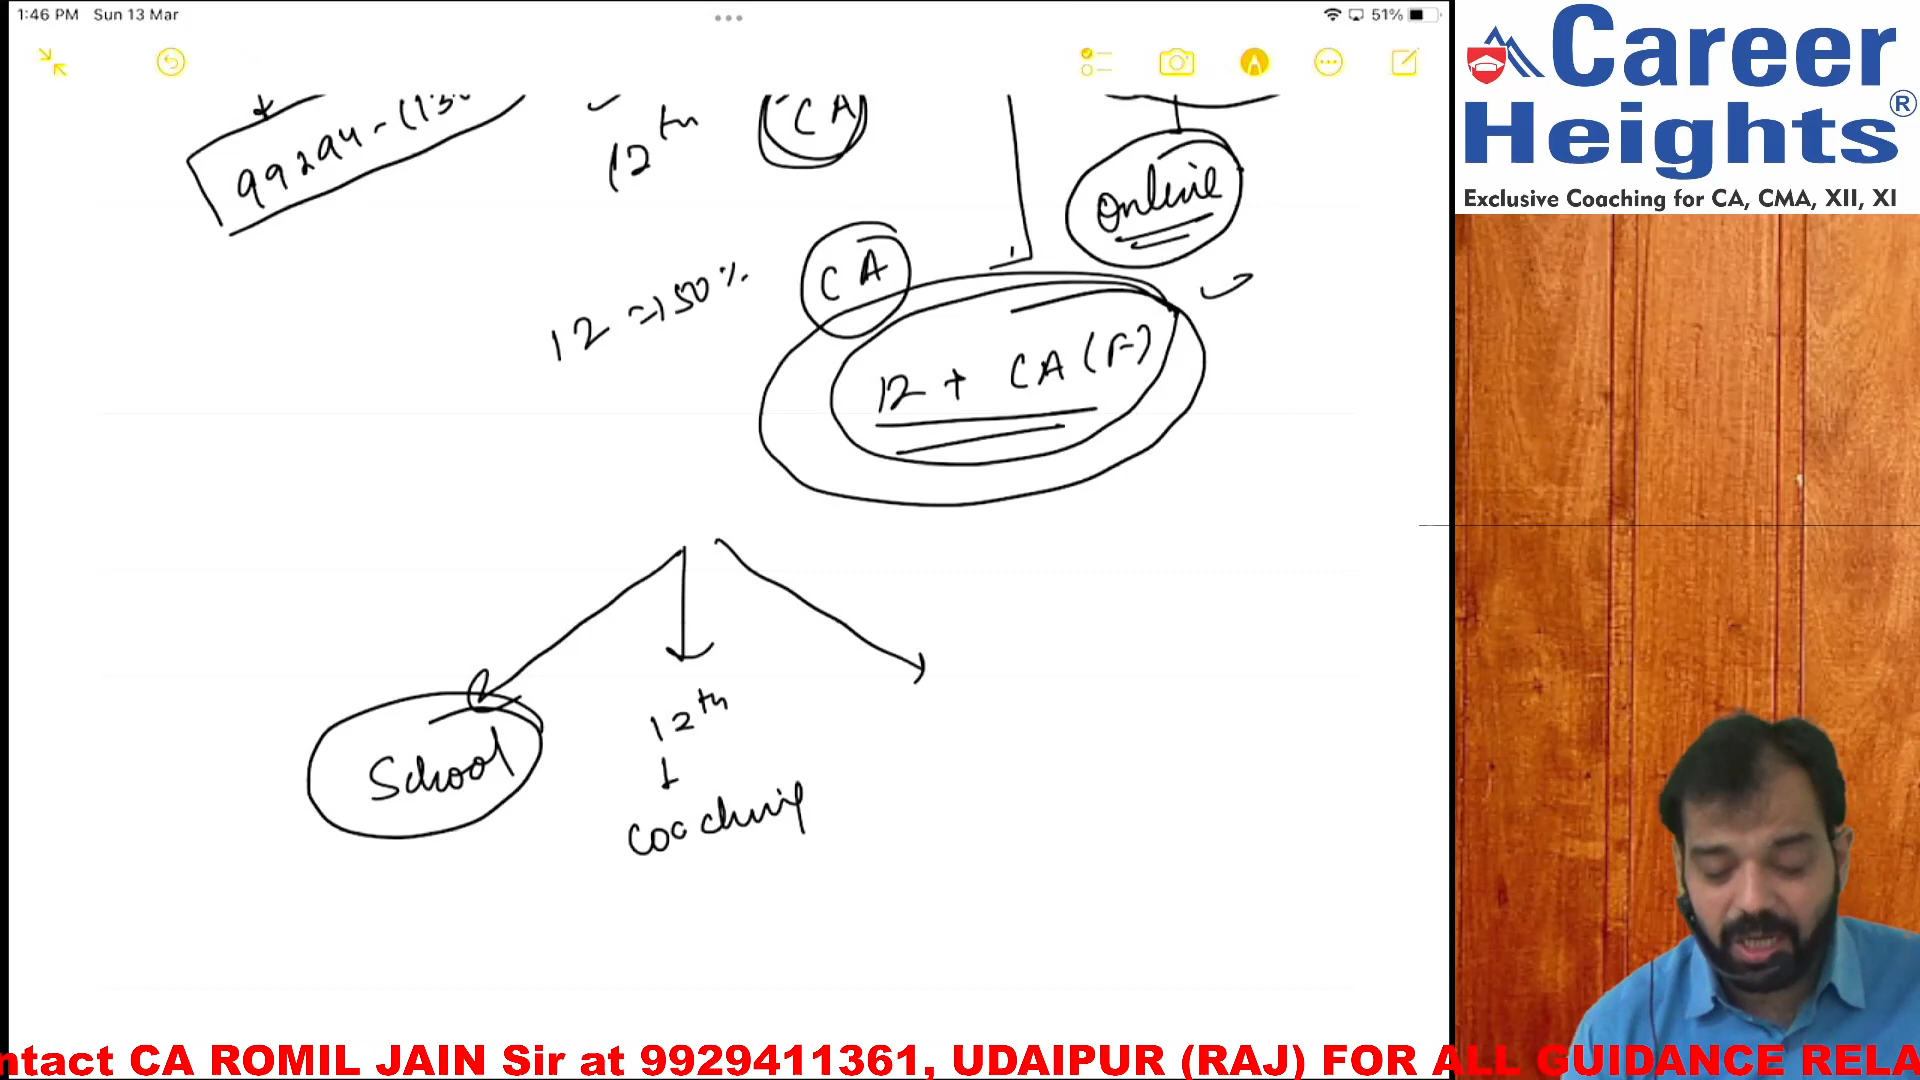 1:46 PM Sun 13 Mar
51%
Career
Heights®
Exclusive Coaching for CA, CMA, XII, XI
99294-(13
12th
CA
Online
CA
12 => 50%
12 + CA (F)
School
12th
Coaching
ntact CA ROMIL JAIN Sir at 9929411361, UDAIPUR (RAJ) FOR ALL GUIDANCE RELA